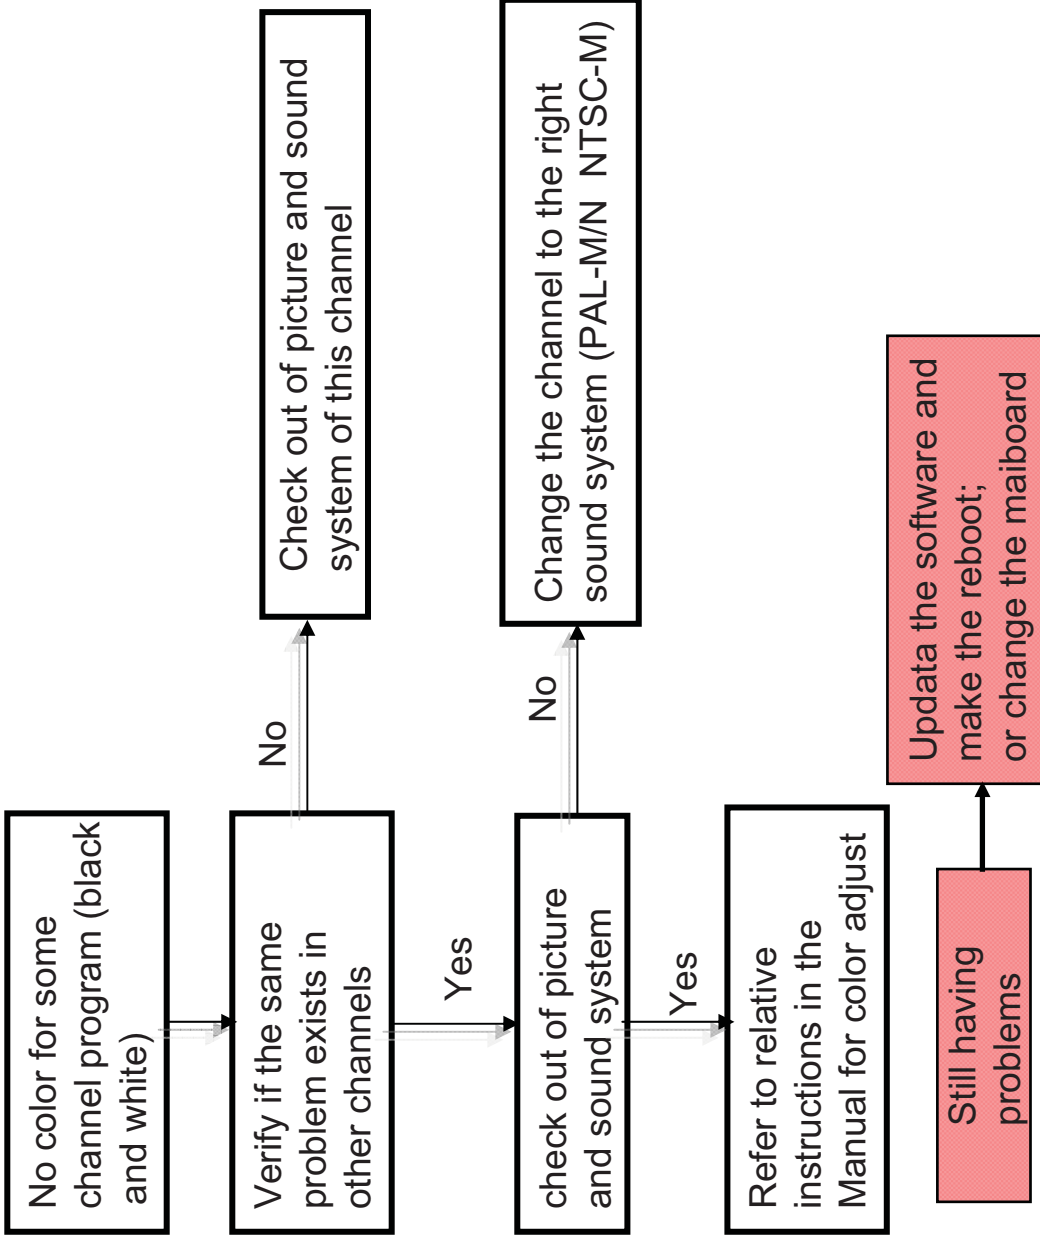 No color for some
channel program (black
and white)
Verify if the same
problem exists in
other channels
No
Check out of picture and sound
system of this channel
Yes
check out of picture
and sound system
No
Change the channel to the right
sound system (PAL-M/N NTSC-M)
Yes
Refer to relative
instructions in the
Manual for color adjust
Still having
problems
Updata the software and
make the reboot;
or change the maiboard